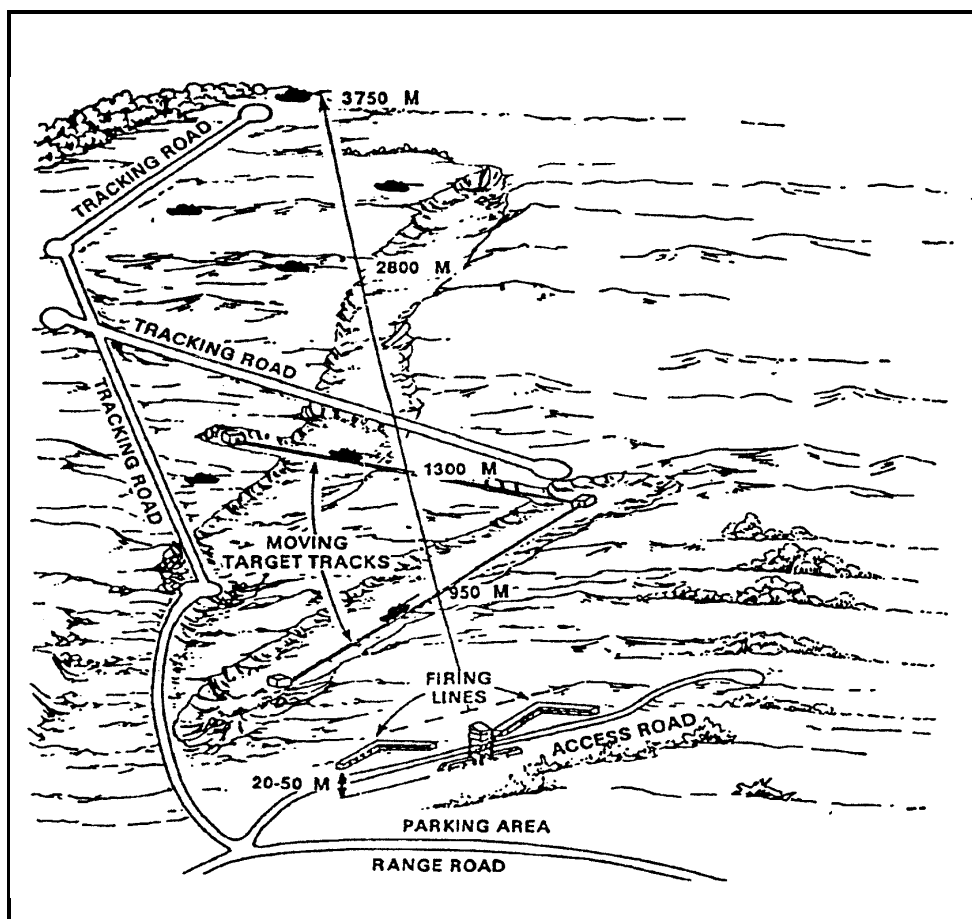 3750 M
TRACKING ROAD
2800 M
TRACKING ROAD
TRACKING ROAD
1300 M
MOVING
TARGET TRACKS
950 M
FIRING
LINES
ACCESS ROAD
20-50 M
PARKING AREA
RANGE ROAD